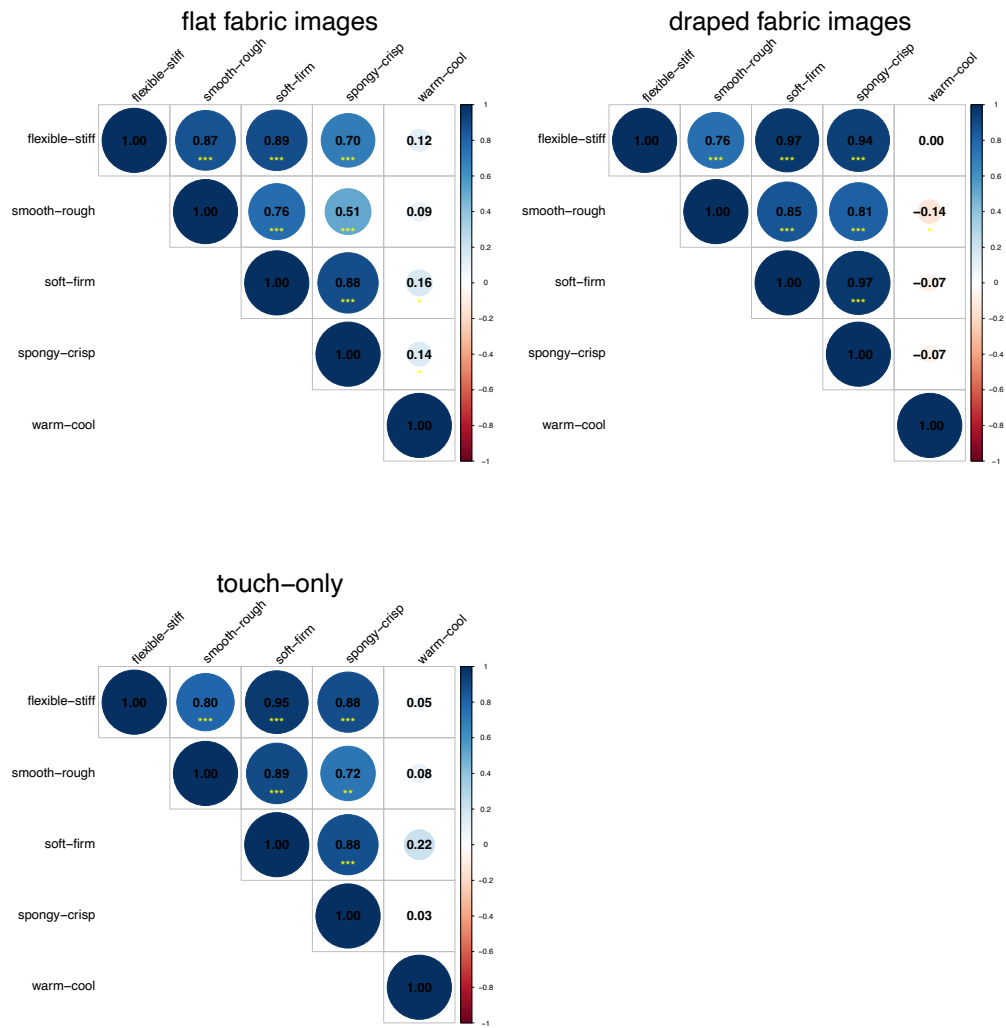 flat fabric images
flexible−stiff smooth−rough soft−firm spongy−crisp warm−cool
flexible−stiff 1.00 0.87 *** 0.89 *** 0.70 *** 0.12
smooth−rough 1.00 0.76 *** 0.51 *** 0.09
soft−firm 1.00 0.88 *** 0.16 *
spongy−crisp 1.00 0.14 *
warm−cool 1.00
1
0.8
0.6
0.4
0.2
0
−0.2
−0.4
−0.6
−0.8
−1
draped fabric images
flexible−stiff smooth−rough soft−firm spongy−crisp warm−cool
flexible−stiff 1.00 0.76 *** 0.97 *** 0.94 *** 0.00
smooth−rough 1.00 0.85 *** 0.81 *** −0.14 *
soft−firm 1.00 0.97 *** −0.07
spongy−crisp 1.00 −0.07
warm−cool 1.00
1
0.8
0.6
0.4
0.2
0
−0.2
−0.4
−0.6
−0.8
−1
touch−only
flexible−stiff smooth−rough soft−firm spongy−crisp warm−cool
flexible−stiff 1.00 0.80 *** 0.95 *** 0.88 *** 0.05
smooth−rough 1.00 0.89 *** 0.72 ** 0.08
soft−firm 1.00 0.88 *** 0.22
spongy−crisp 1.00 0.03
warm−cool 1.00
1
0.8
0.6
0.4
0.2
0
−0.2
−0.4
−0.6
−0.8
−1